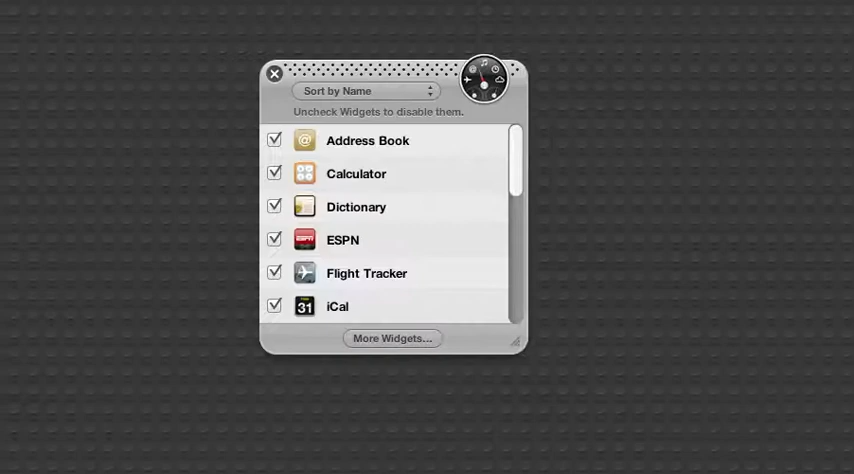 Sort by Name
Uncheck Widgets to disable them.
Address Book
Calculator
Dictionary
ESPN
ESPN
Flight Tracker
31
iCal
More Widgets...